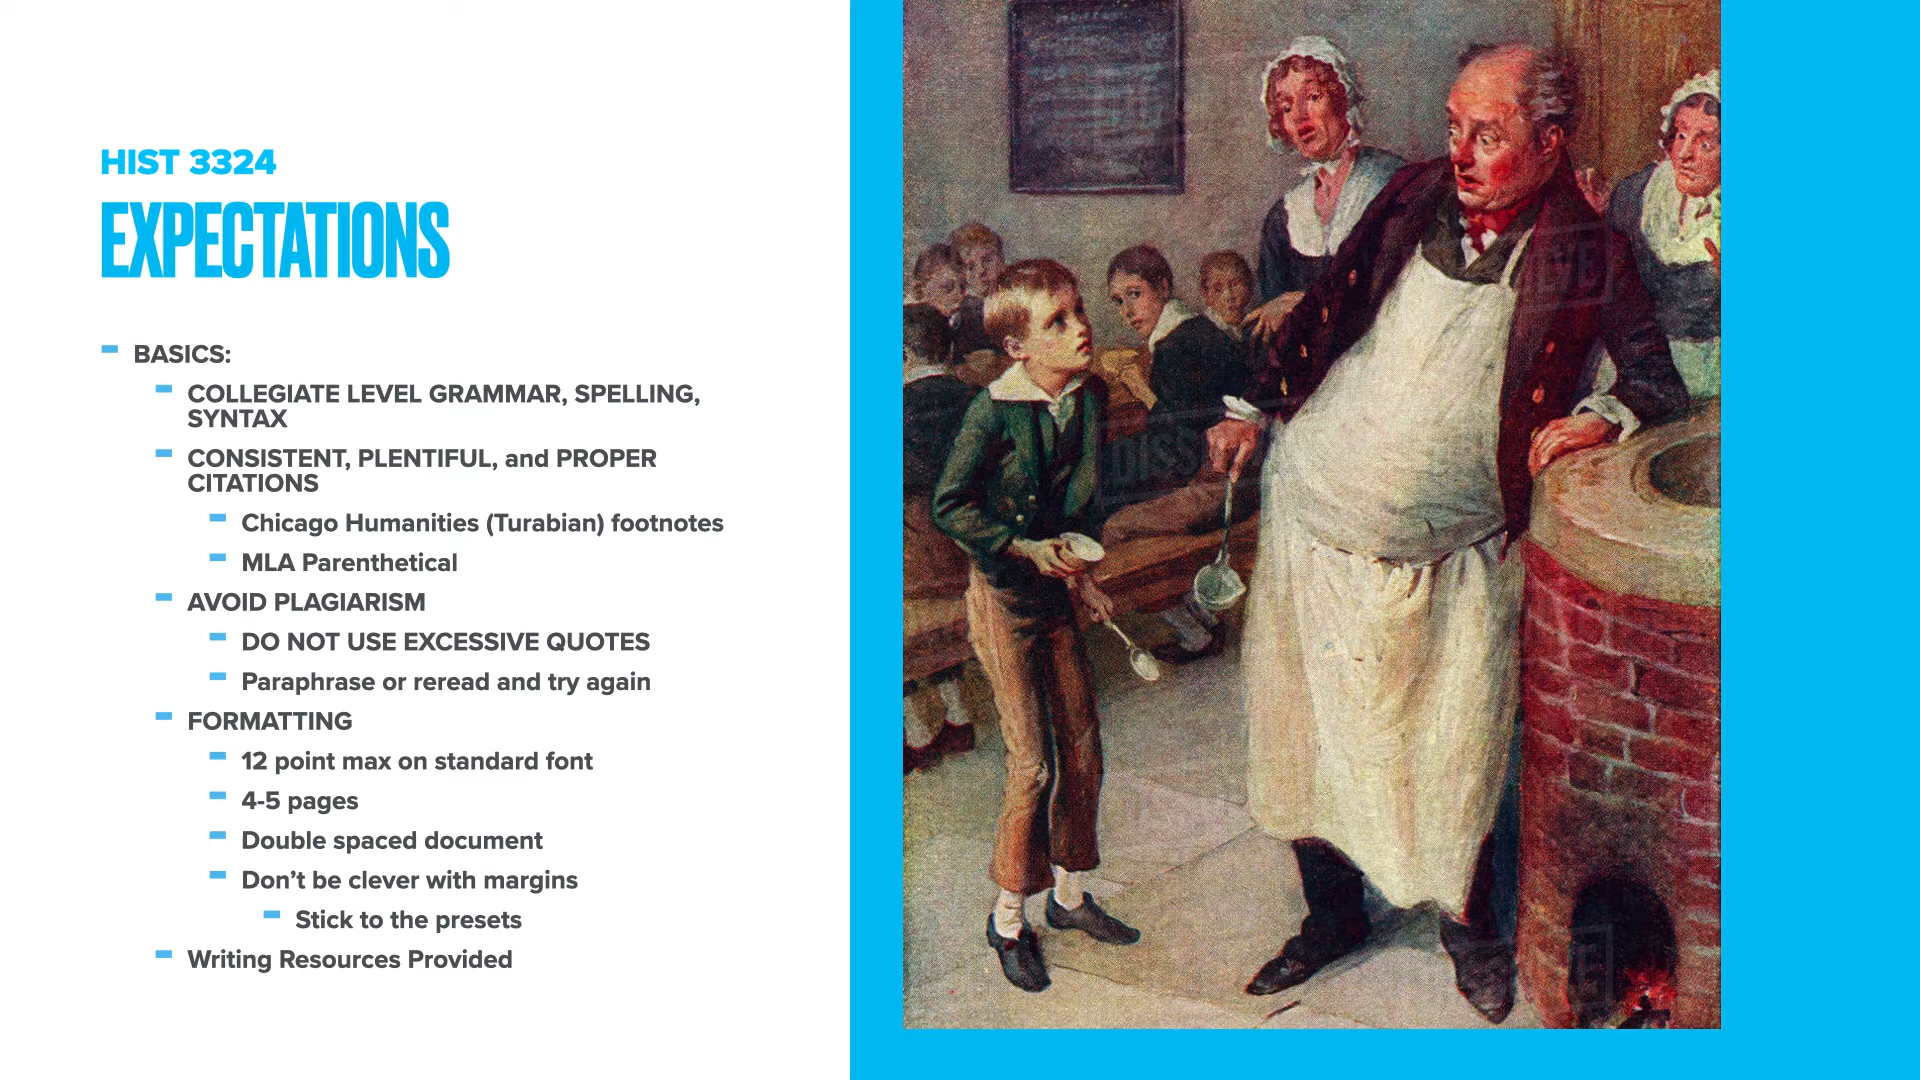 HIST 3324
EXPECTATIONS
BASICS:
COLLEGIATE LEVEL GRAMMAR, SPELLING,
SYNTAX
CONSISTENT, PLENTIFUL, and PROPER
CITATIONS
Chicago Humanities (Turabian) footnotes
MLA Parenthetical
AVOID PLAGIARISM
DO NOT USE EXCESSIVE QUOTES
Paraphrase or reread and try again
FORMATTING
12 point max on standard font
4-5 pages
Double spaced document
Don’t be clever with margins
Stick to the presets
Writing Resources Provided